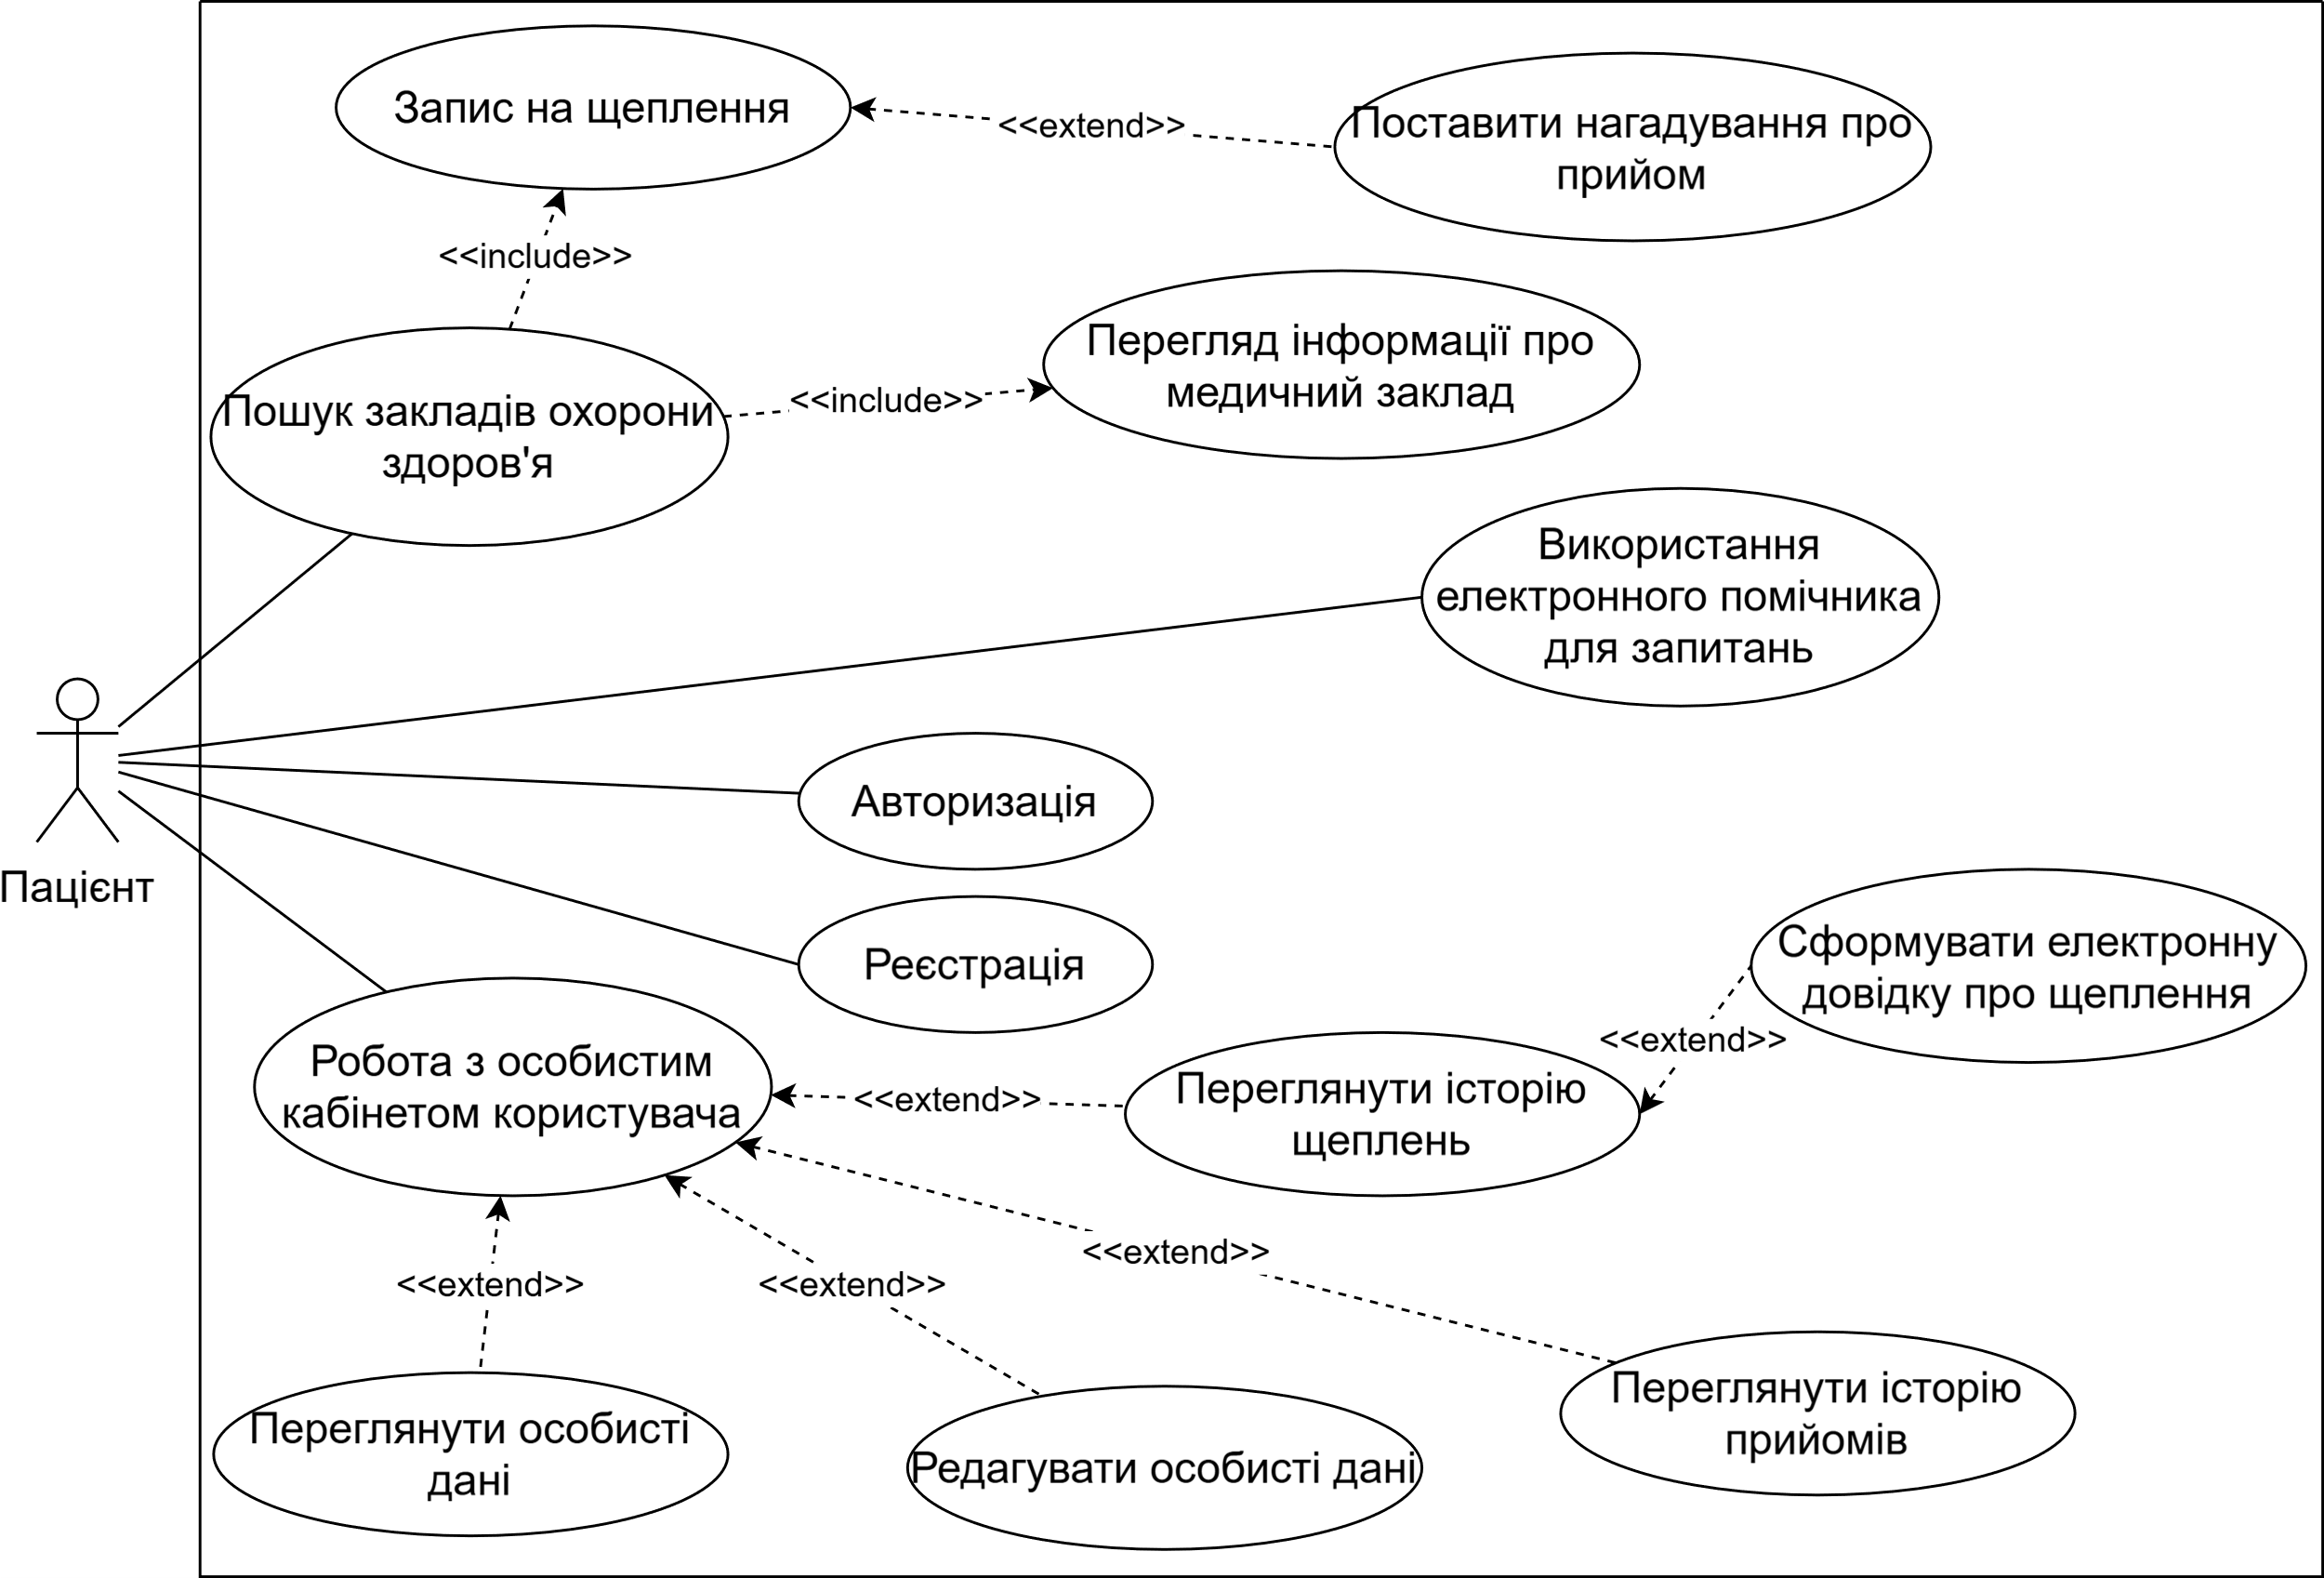 Запис на щеплення
<<extend>>
Поставити нагадування про
прийом
<<include>>
Перегляд інформації про
медичний заклад
<<include>>
Пошук закладів охорони
здоров'я
Використання
електронного помічника
для запитань
Авторизація
Пацієнт
Реєстрація
Сформувати електронну
довідку про щеплення
<<extend>>
Робота з особистим
кабінетом користувача
<<extend>>
Переглянути історію
щеплень
<<extend>>
<<extend>>
<<extend>>
Переглянути історію
прийомів
Переглянути особисті
дані
Редагувати особисті дані